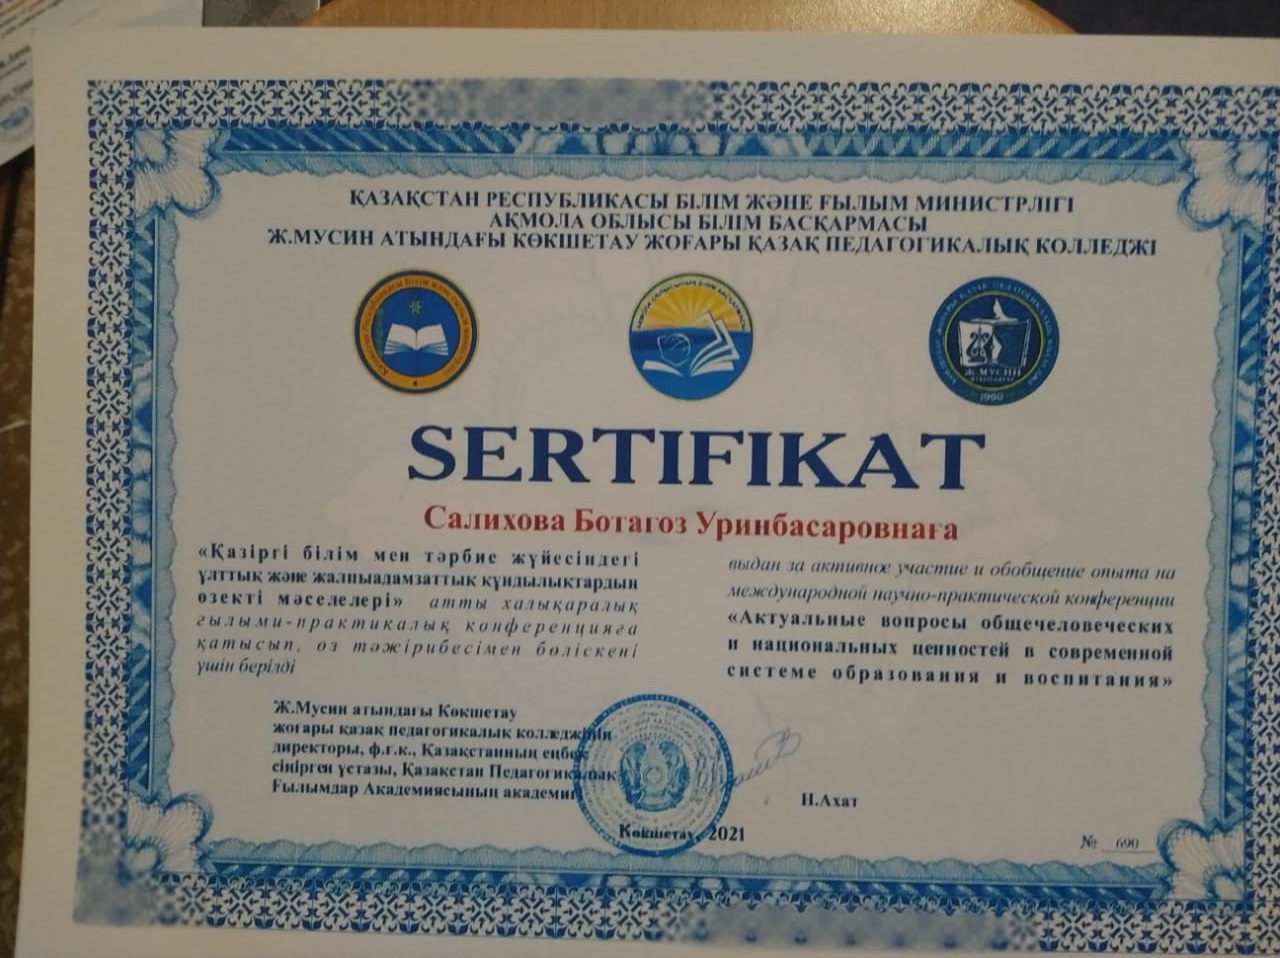 ҚАЗАҚСТАН РЕСПУБЛИКАСЫ БІЛІМ ЖӘНЕ ҒЫЛЫМ МИНИСТРЛІГІ
АҚМОЛА ОБЛЫСЫ БІЛІМ БАСҚАРМАСЫ
Ж.МУСИН АТЫНДАҒЫ КӨКШЕТАУ ЖОҒАРЫ ҚАЗАҚ ПЕДАГОГИКАЛЫҚ КОЛЛЕДЖІ
Ж.МУСИН
1990
SERTIFIKAT
Салихова Ботагоз Уринбасаровнаға
«Қазіргі білім мен тәрбие жүйесіндегі
ұлттық және жалпыадамзаттық құндылықтардың
өзекті мәселелері» атты халықаралық
ғылыми-практикалық конференцияға
қатысып, өз тәжірибесімен бөліскені
үшін берілді
выдан за активное участие и обобщение опыта на
международной научно-практической конференции
«Актуальные вопросы общечеловеческих
и национальных ценностей в современной
системе образования и воспитания»
Ж.Мусин атындағы Көкшетау
жоғары қазақ педагогикалық колледжінің
директоры, ф.ғ.к., Қазақстанның еңбек
сіңірген ұстазы, Қазақстан Педагогикалық
Ғылымдар Академиясының академигі
Н.Ахат
Көкшетау, 2021
№ 690